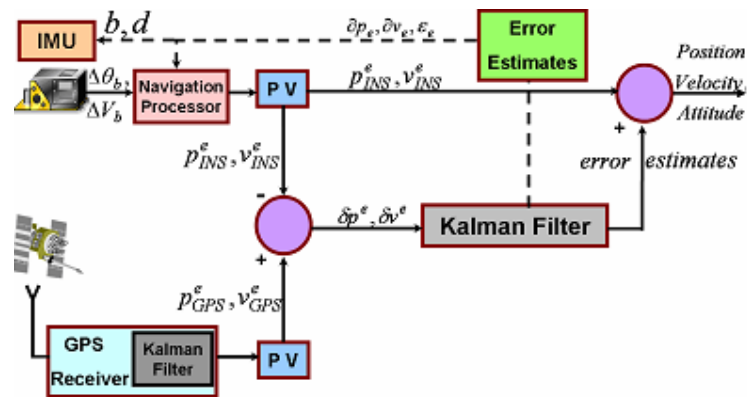 IMU
b, d
∂p_e, ∂v_e, ε_e
Error
Estimates
Position
Velocity,
Attitude
Δθ_b,
ΔV_b
Navigation
Processor
P V
p^e_INS, v^e_INS
+
p^e_INS, v^e_INS
error estimates
-
+
δp^e, δv^e
Kalman Filter
p^e_GPS, v^e_GPS
GPS
Receiver
Kalman
Filter
P V